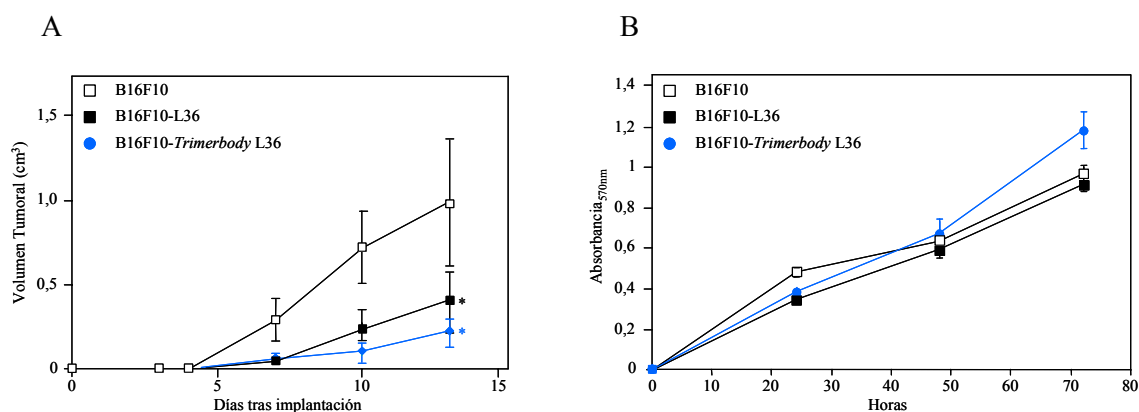 A
B16F10
B16F10-L36
B16F10-Trimerbody L36
Volumen Tumoral (cm³)
1,5
1,0
0,5
0
0
5
10
15
Días tras implantación
*
*
B
B16F10
B16F10-L36
B16F10-Trimerbody L36
Absorbancia570nm
1,4
1,2
1
0,8
0,6
0,4
0,2
0
0
10
20
30
40
50
60
70
80
Horas